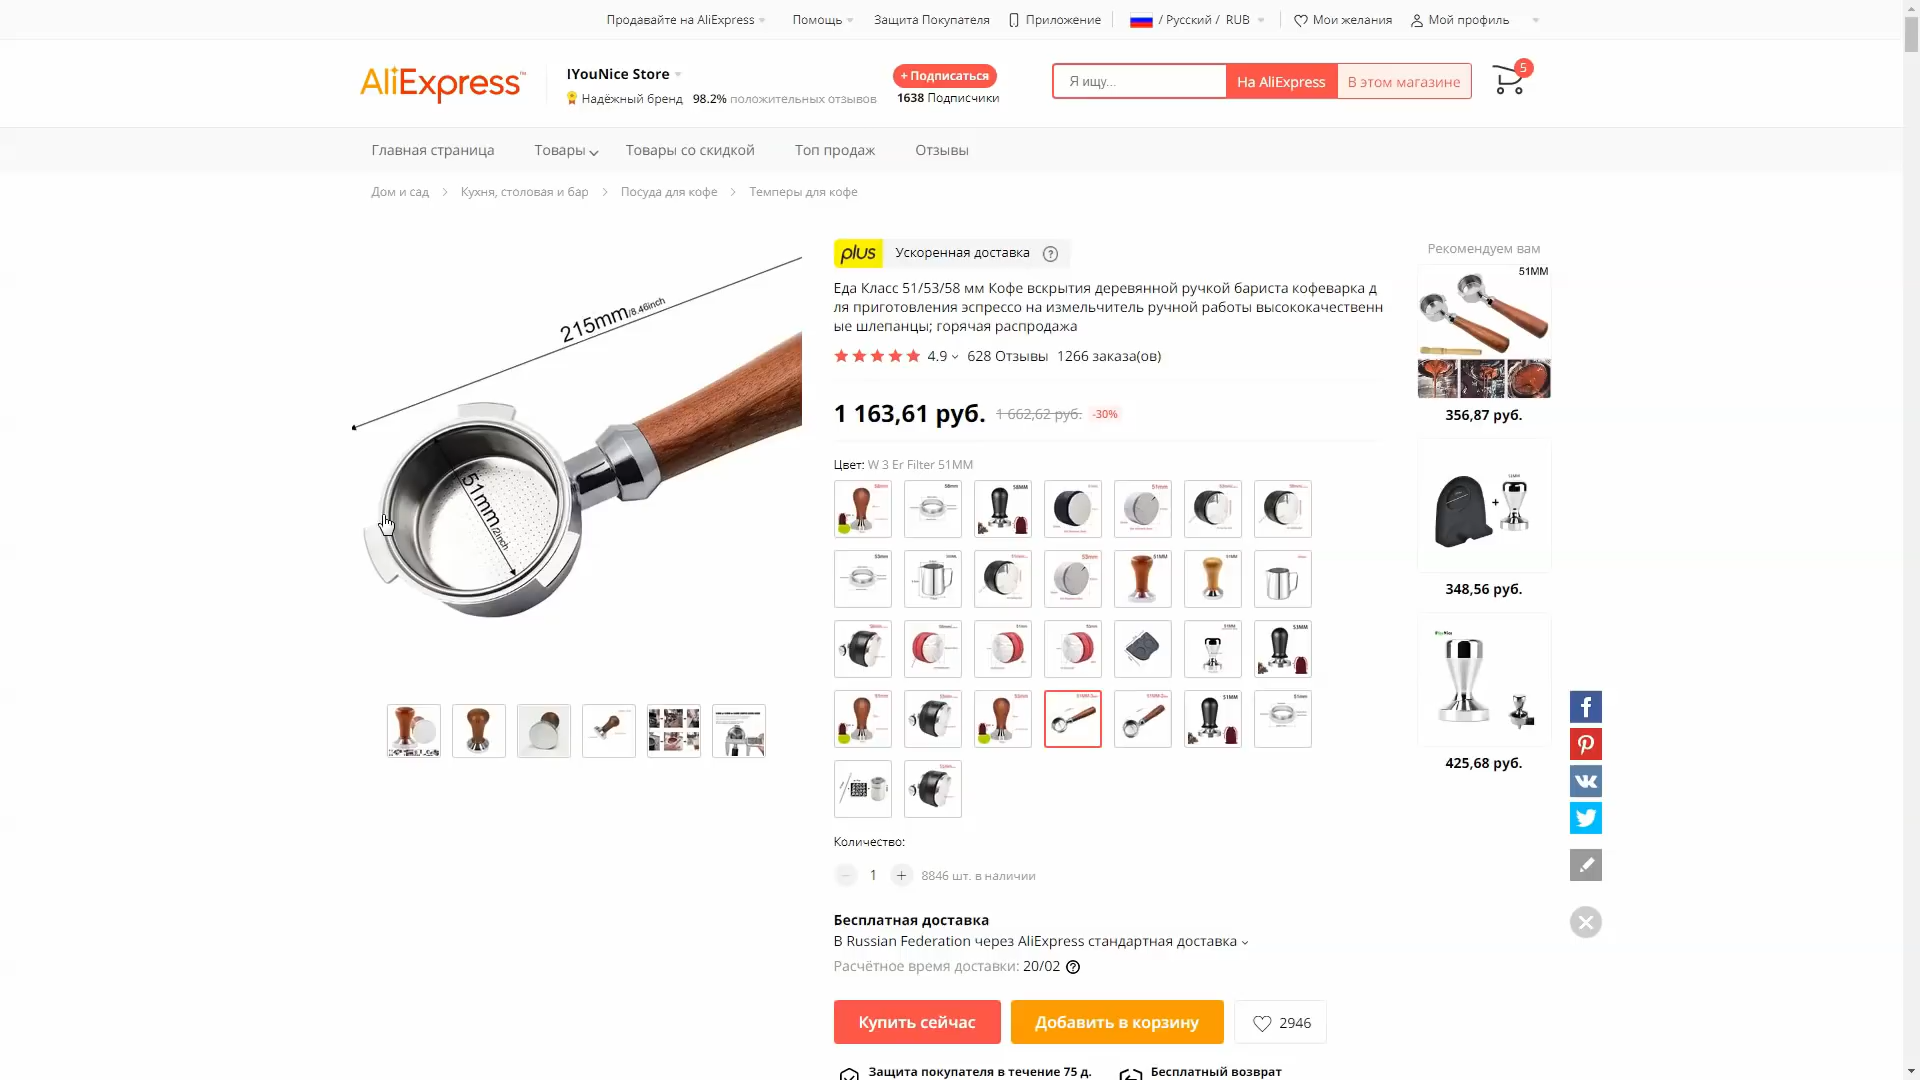 Продавайте на AliExpress
Помощь
Защита Покупателя
Приложение
/ Русский / RUB
Мои желания
Мой профиль
AliExpress™
IYouNice Store
Надёжный бренд 98.2% положительных отзывов
+ Подписаться
1638 Подписчики
Я ищу...
На AliExpress
В этом магазине
5
Главная страница
Товары
Товары со скидкой
Топ продаж
Отзывы
Дом и сад > Кухня, столовая и бар > Посуда для кофе > Темперы для кофе
215mm/8.46inch
51mm/2inch
plus Ускоренная доставка ?
Еда Класс 51/53/58 мм Кофе вскрытия деревянной ручкой бариста кофеварка д
ля приготовления эспрессо на измельчитель ручной работы высококачественн
ые шлепанцы; горячая распродажа
4.9 628 Отзывы 1266 заказа(ов)
1 163,61 руб. 1 662,62 руб. -30%
Цвет: W 3 Er Filter 51MM
Количество:
1 + 8846 шт. в наличии
Бесплатная доставка
В Russian Federation через AliExpress стандартная доставка
Расчётное время доставки: 20/02 ?
Купить сейчас
Добавить в корзину
2946
Защита покупателя в течение 75 д.
Бесплатный возврат
Рекомендуем вам
51MM
356,87 руб.
348,56 руб.
425,68 руб.